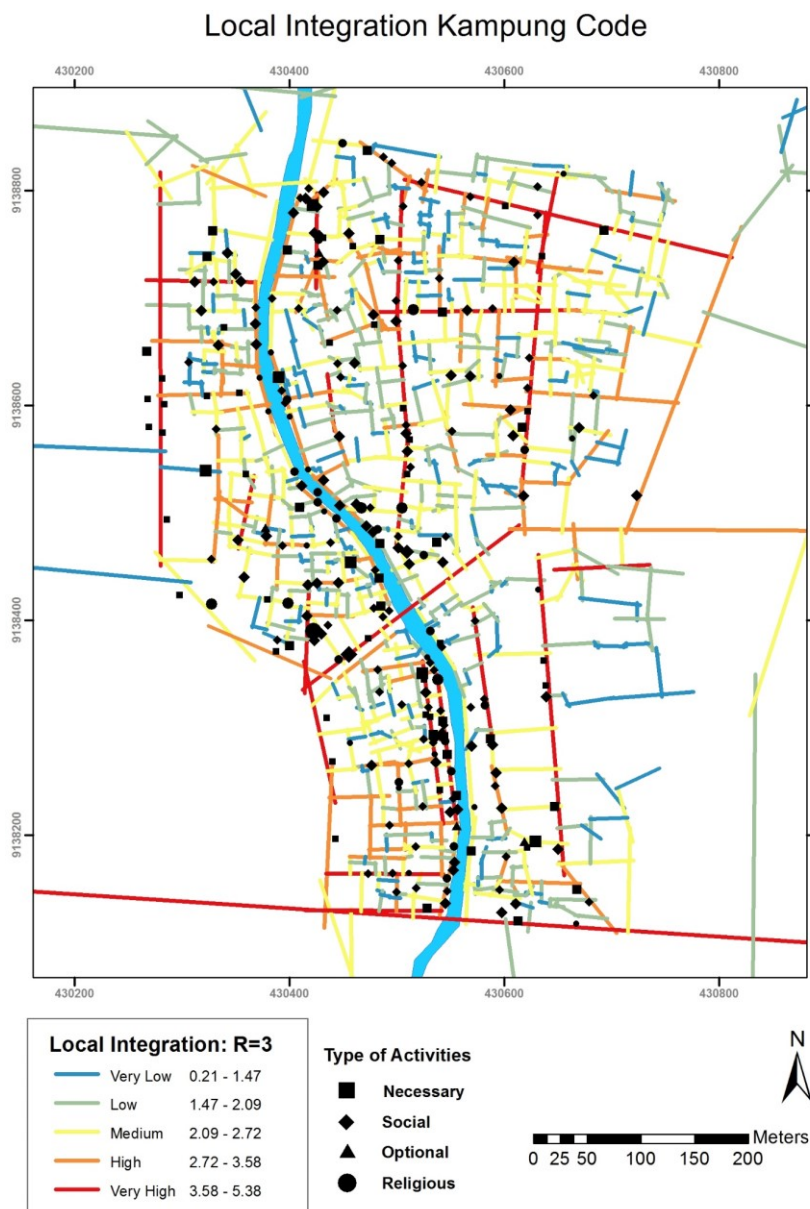 Local Integration Kampung Code
430200 430400 430600 430800
9138800
9138600
9138400
9138200
430200 430400 430600 430800
Local Integration: R=3
Very Low 0.21 - 1.47
Low 1.47 - 2.09
Medium 2.09 - 2.72
High 2.72 - 3.58
Very High 3.58 - 5.38
Type of Activities
Necessary
Social
Optional
Religious
N
Meters
0 25 50 100 150 200